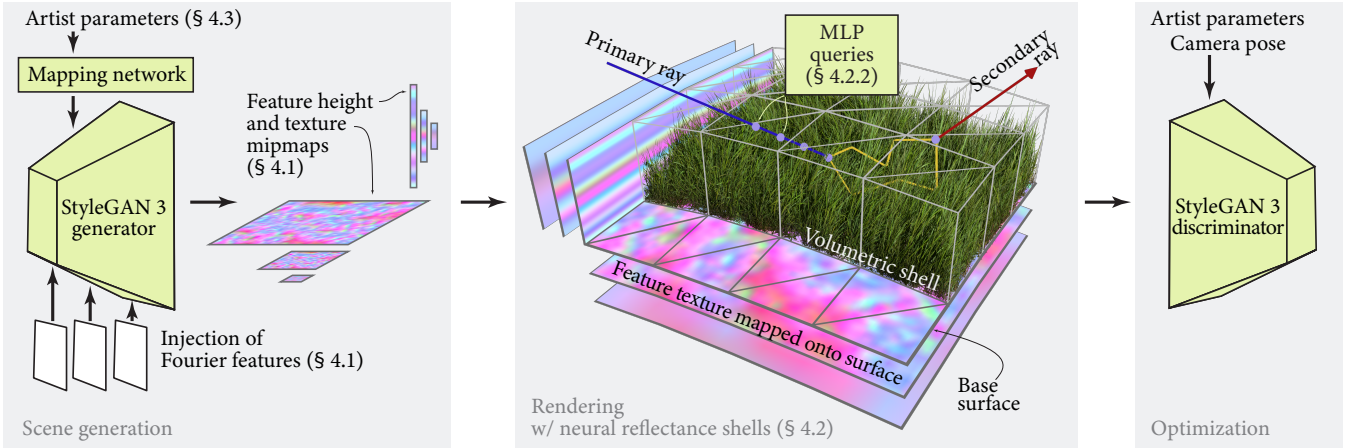 Artist parameters (§ 4.3)
Mapping network
StyleGAN 3
generator
Feature height
and texture
mipmaps
(§ 4.1)
Injection of
Fourier features (§ 4.1)
Scene generation
Primary ray
MLP
queries
(§ 4.2.2)
Secondary
ray
Volumetric shell
Feature texture mapped onto surface
Base
surface
Rendering
w/ neural reflectance shells (§ 4.2)
Artist parameters
Camera pose
StyleGAN 3
discriminator
Optimization